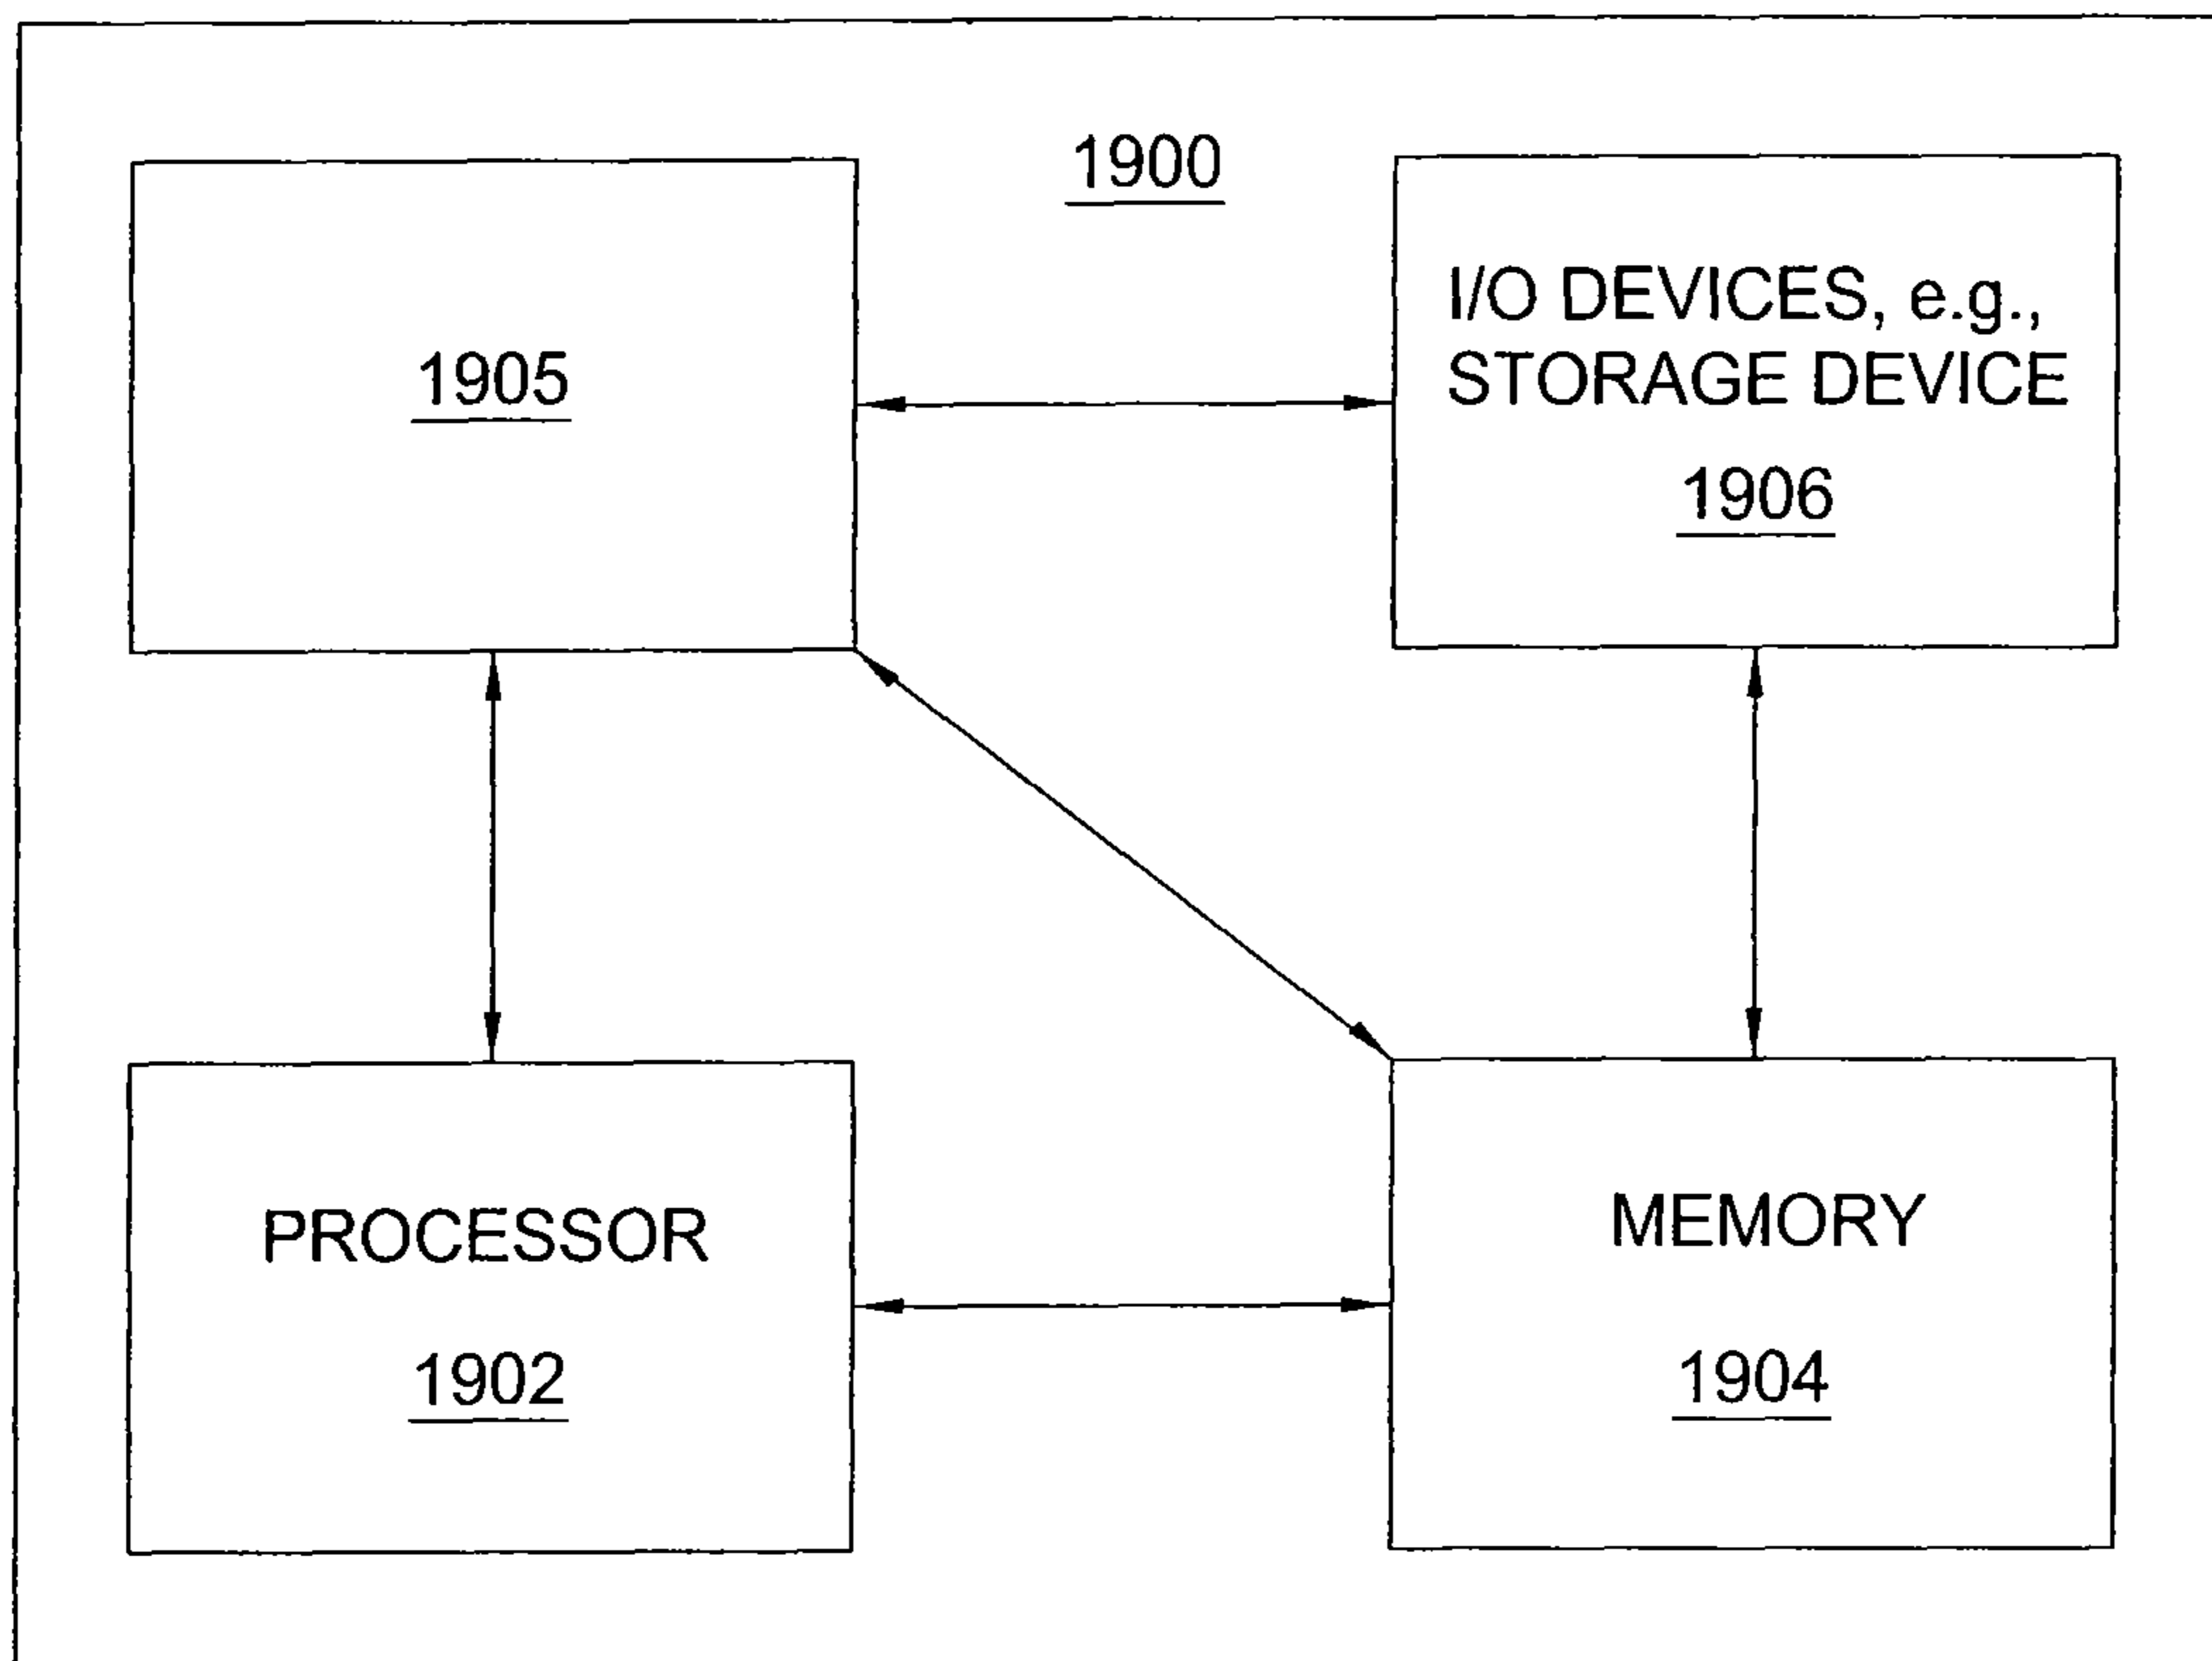 1900
1905
I/O DEVICES, e.g.,
STORAGE DEVICE
1906
PROCESSOR
1902
MEMORY
1904